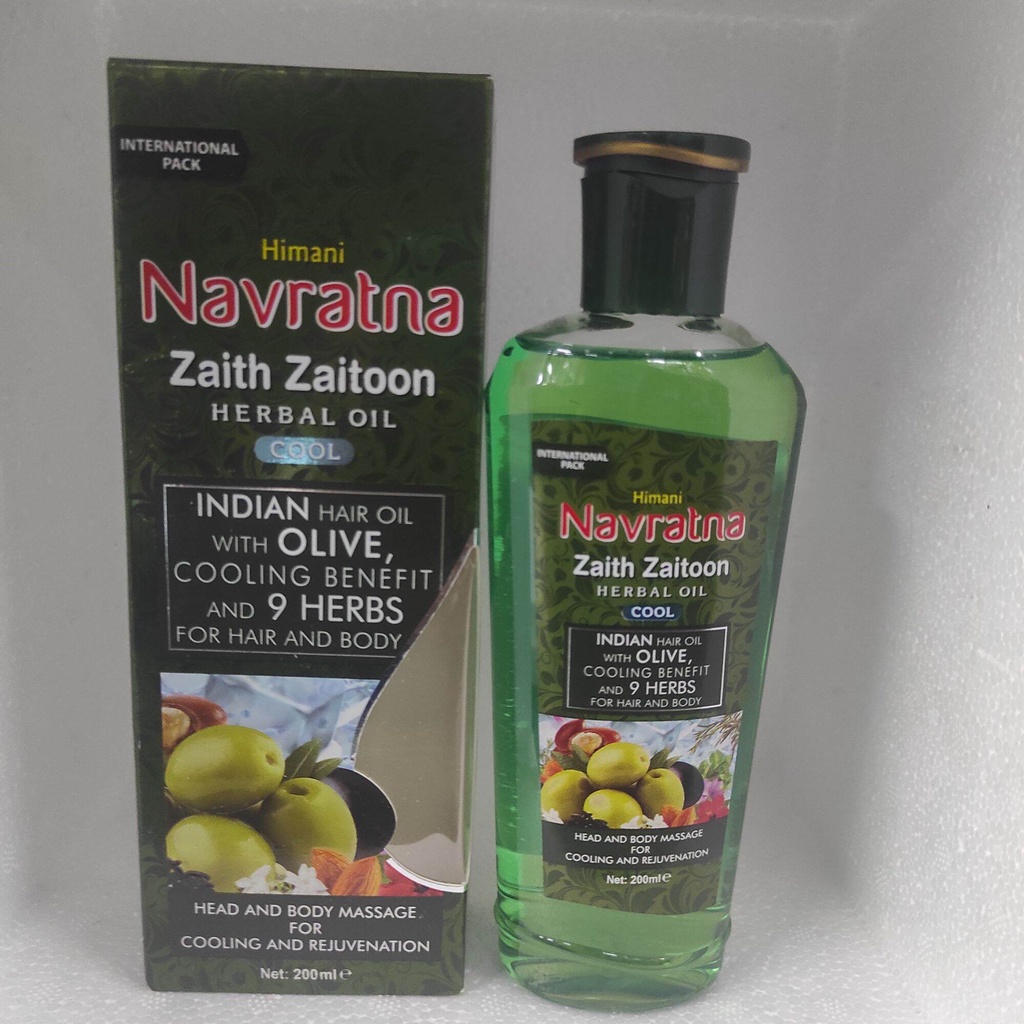 INTERNATIONAL
PACK
Himani
Navratna
Zaith Zaitoon
HERBAL OIL
COOL
INDIAN HAIR OIL
WITH OLIVE,
COOLING BENEFIT
AND 9 HERBS
FOR HAIR AND BODY
HEAD AND BODY MASSAGE
FOR
COOLING AND REJUVENATION
Net: 200ml℮
INTERNATIONAL
PACK
Himani
Navratna
Zaith Zaitoon
HERBAL OIL
COOL
INDIAN HAIR OIL
WITH OLIVE,
COOLING BENEFIT
AND 9 HERBS
FOR HAIR AND BODY
HEAD AND BODY MASSAGE
FOR
COOLING AND REJUVENATION
Net: 200ml℮